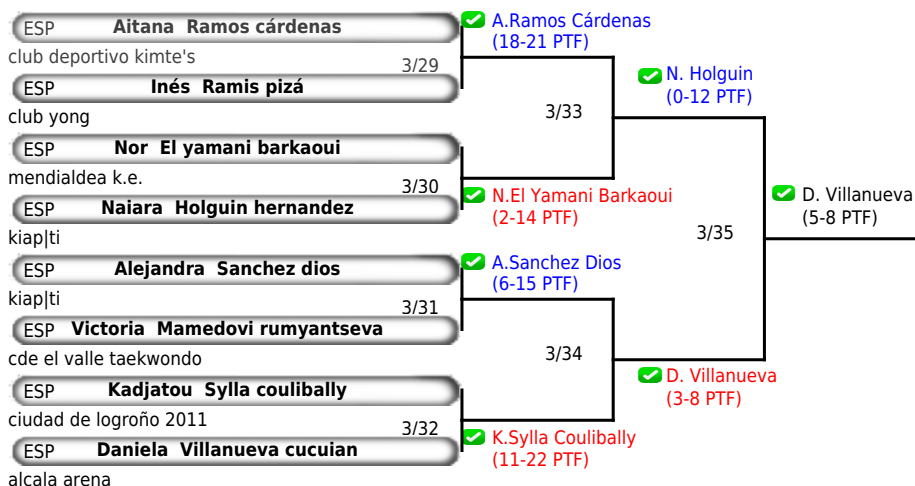 ESP Aitana Ramos cárdenas
club deportivo kimte's
3/29
ESP Inés Ramis pizá
club yong
A.Ramos Cárdenas
(18-21 PTF)
ESP Nor El yamani barkaoui
mendialdea k.e.
3/30
ESP Naiara Holguin hernandez
kiap|ti
N.El Yamani Barkaoui
(2-14 PTF)
3/33
N. Holguin
(0-12 PTF)
ESP Alejandra Sanchez dios
kiap|ti
3/31
ESP Victoria Mamedovi rumyantseva
cde el valle taekwondo
A.Sanchez Dios
(6-15 PTF)
ESP Kadjatou Sylla coulibally
ciudad de logroño 2011
3/32
ESP Daniela Villanueva cucuian
alcala arena
K.Sylla Coulibally
(11-22 PTF)
3/34
D. Villanueva
(3-8 PTF)
3/35
D. Villanueva
(5-8 PTF)